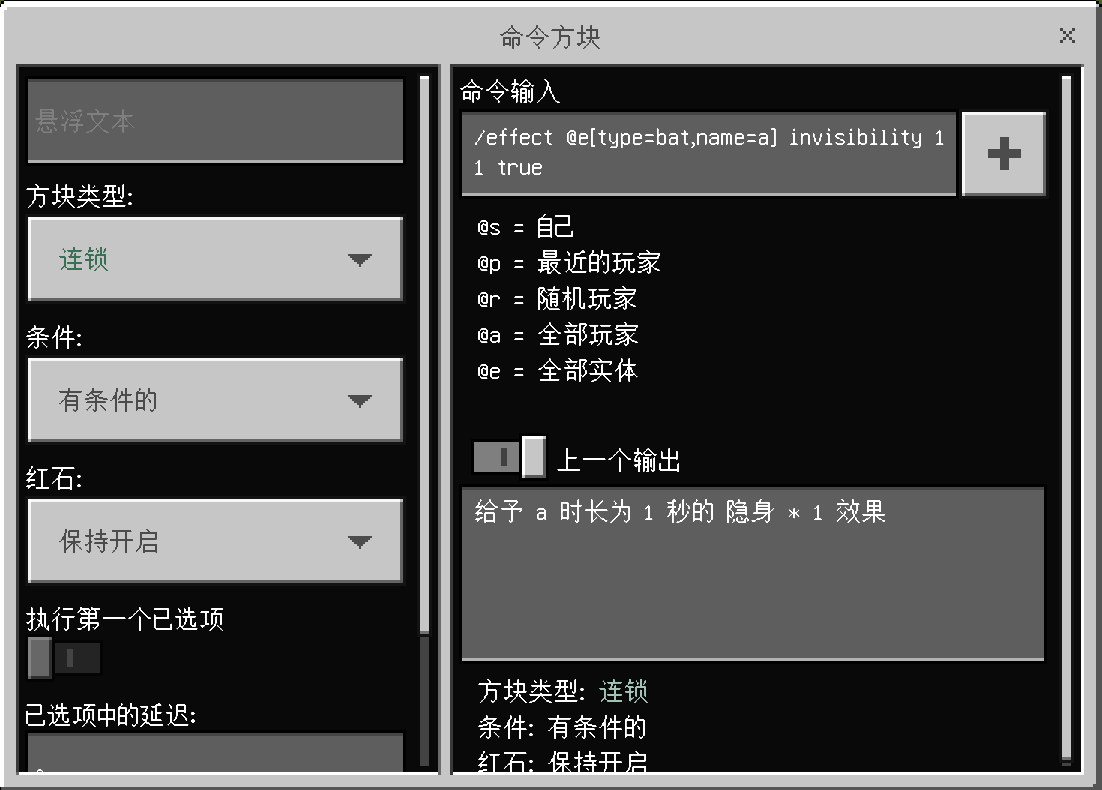 命令方块
悬浮文本
方块类型:
连锁
条件:
有条件的
红石:
保持开启
执行第一个已选项
已选项中的延迟:
命令输入
/effect @e[type=bat,name=a] invisibility 1
1 true
@s = 自己
@p = 最近的玩家
@r = 随机玩家
@a = 全部玩家
@e = 全部实体
上一个输出
给予 a 时长为 1 秒的 隐身 * 1 效果
方块类型: 连锁
条件: 有条件的
红石: 保持开启